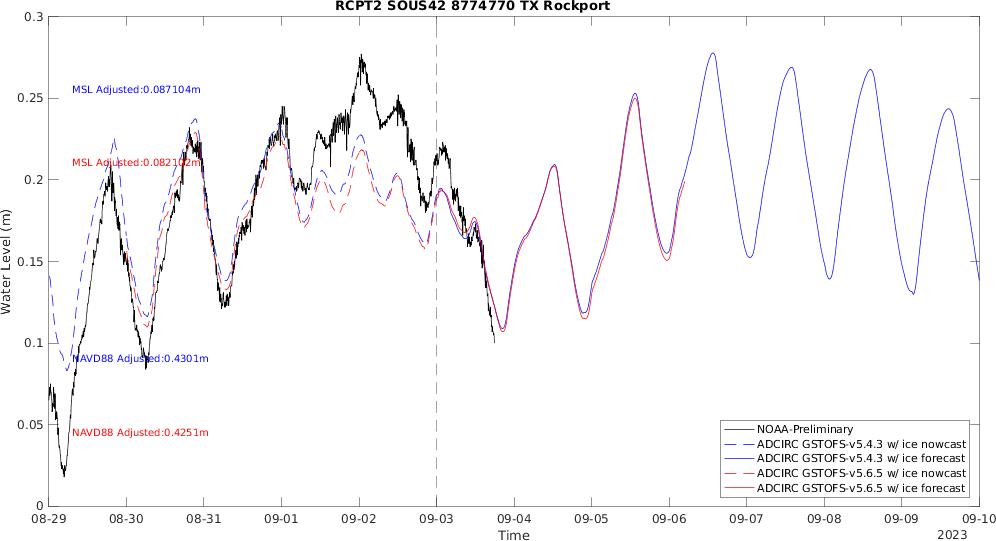 RCPT2 SOUS42 8774770 TX Rockport
0.3
0.25
0.2
0.15
0.1
0.05
0
Water Level (m)
MSL Adjusted:0.087104m
MSL Adjusted:0.082102m
NAVD88 Adjusted:0.4301m
NAVD88 Adjusted:0.4251m
NOAA-Preliminary
ADCIRC GSTOFS-v5.4.3 w/ ice nowcast
ADCIRC GSTOFS-v5.4.3 w/ ice forecast
ADCIRC GSTOFS-v5.6.5 w/ ice nowcast
ADCIRC GSTOFS-v5.6.5 w/ ice forecast
08-29 08-30 08-31 09-01 09-02 09-03 09-04 09-05 09-06 09-07 09-08 09-09 09-10
Time
2023